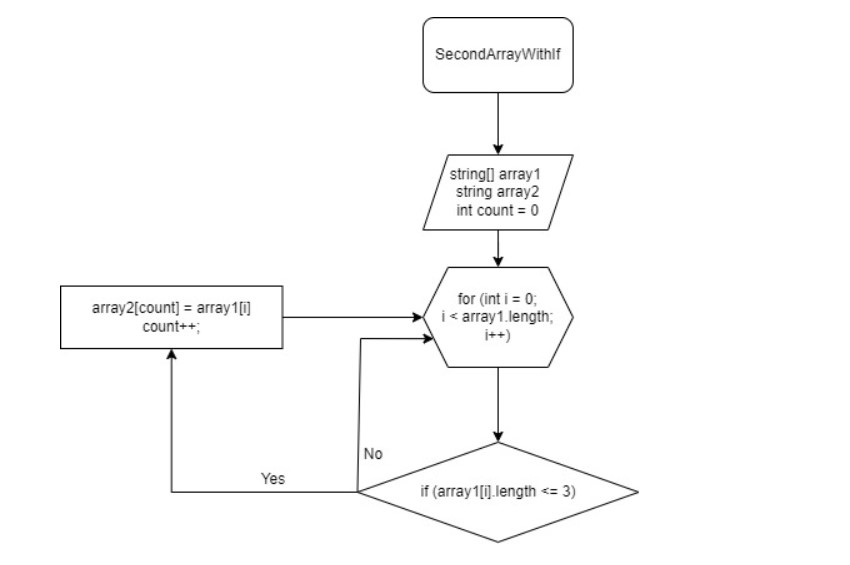 SecondArrayWithIf
string[] array1
string array2
int count = 0
for (int i = 0;
i < array1.length;
i++)
array2[count] = array1[i]
count++;
No
Yes
if (array1[i].length <= 3)